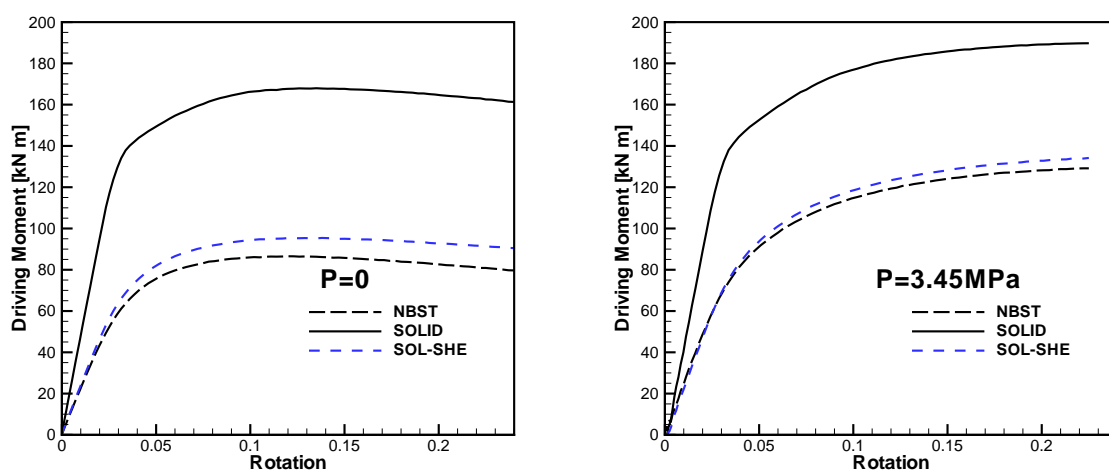 Driving Moment [kN m]
200
180
160
140
120
100
80
60
40
20
0
0
0.05
0.1
0.15
0.2
Rotation
P=0
NBST
SOLID
SOL-SHE
Driving Moment [kN m]
200
180
160
140
120
100
80
60
40
20
0
0
0.05
0.1
0.15
0.2
Rotation
P=3.45MPa
NBST
SOLID
SOL-SHE